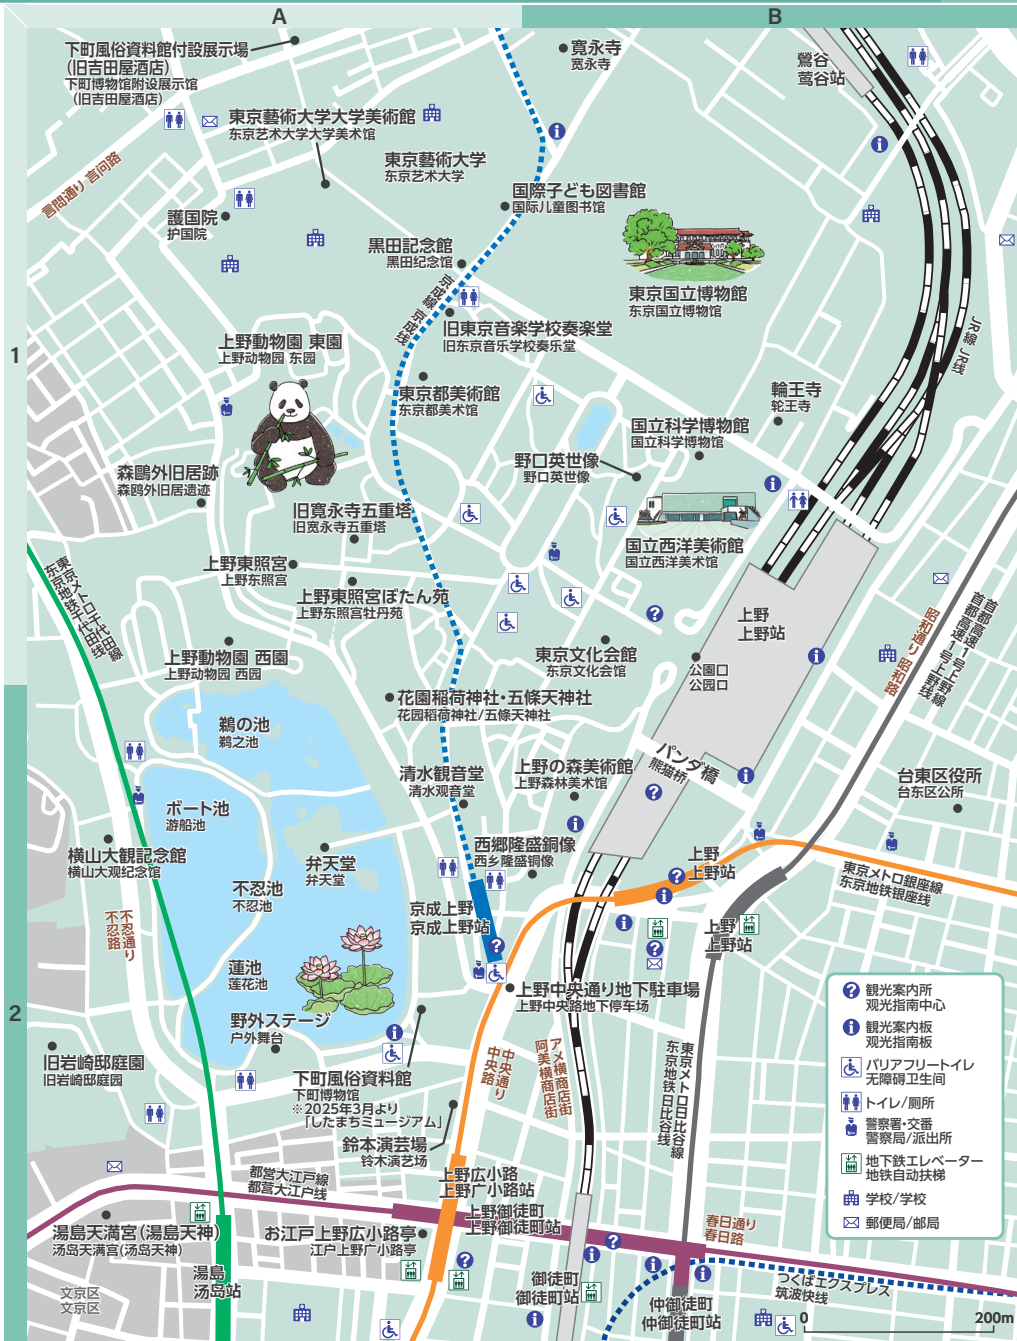 A
B
1
2
下町風俗資料館付設展示場
(旧吉田屋酒店)
下町博物馆附设展示馆
(旧吉田屋酒店)
寛永寺
宽永寺
鶯谷
莺谷站
東京藝術大学大学美術館
东京艺术大学大学美术馆
東京藝術大学
东京艺术大学
言問通り 言问路
国際子ども図書館
国际儿童图书馆
護国院
护国院
黒田記念館
黑田纪念馆
京成線 京成线
東京国立博物館
东京国立博物馆
旧東京音楽学校奏楽堂
旧东京音乐学校奏乐堂
JR線 JR线
上野動物園 東園
上野动物园 东园
東京都美術館
东京都美术馆
輪王寺
轮王寺
国立科学博物館
国立科学博物馆
野口英世像
野口英世像
森鷗外旧居跡
森鸥外旧居遗迹
旧寛永寺五重塔
旧宽永寺五重塔
国立西洋美術館
国立西洋美术馆
上野東照宮
上野东照宫
上野東照宮ぼたん苑
上野东照宫牡丹苑
東京メトロ千代田線
东京地铁千代田线
上野
上野站
昭和通り 昭和路
首都高速1号上野線
首都高速1号上野线
上野動物園 西園
上野动物园 西园
東京文化会館
东京文化会馆
公園口
公园口
花園稲荷神社・五條天神社
花园稻荷神社/五條天神社
鵜の池
鹈之池
パンダ橋
熊猫桥
清水観音堂
清水观音堂
上野の森美術館
上野森林美术馆
台東区役所
台东区公所
ボート池
游船池
横山大観記念館
横山大观纪念馆
弁天堂
弁天堂
西郷隆盛銅像
西乡隆盛铜像
上野
上野站
東京メトロ銀座線
东京地铁银座线
不忍池
不忍池
不忍通り
不忍路
京成上野
京成上野站
上野
上野站
蓮池
莲花池
上野中央通り地下駐車場
上野中央路地下停车场
野外ステージ
户外舞台
旧岩崎邸庭園
旧岩崎邸庭园
中央通り
中央路
アメ横商店街
阿美横商店街
東京メトロ日比谷線
东京地铁日比谷线
下町風俗資料館
下町博物馆
※2025年3月より
「したまちミュージアム」
鈴本演芸場
铃木演艺场
都営大江戸線
都营大江户线
上野広小路
上野广小路站
上野御徒町
上野御徒町站
春日通り
春日路
湯島天満宮(湯島天神)
汤岛天满宫(汤岛天神)
お江戸上野広小路亭
江户上野广小路亭
湯島
汤岛站
御徒町
御徒町站
つくばエクスプレス
筑波快线
仲御徒町
仲御徒町站
文京区
文京区
0 200m
観光案内所
观光指南中心
観光案内板
观光指南板
バリアフリートイレ
无障碍卫生间
トイレ/厕所
警察署・交番
警察局/派出所
地下鉄エレベーター
地铁自动扶梯
学校/学校
郵便局/邮局